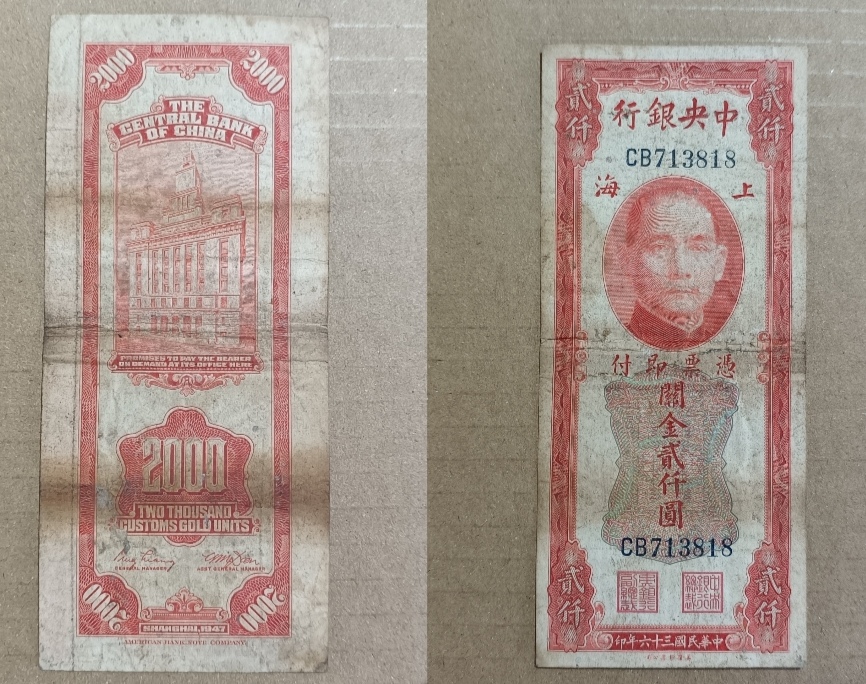 2000 2000
THE
CENTRAL BANK
OF CHINA
PROMISES TO PAY THE BEARER
ON DEMAND AT ITS OFFICE HERE
2000
TWO THOUSAND
CUSTOMS GOLD UNITS
GENERAL MANAGER ASST GENERAL MANAGER
2000 2000
SHANGHAI, 1947
AMERICAN BANK NOTE COMPANY
貳仟 貳仟
行銀央中
CB713818
海 上
付即票憑
關金貳仟圓
CB713818
貳仟 貳仟
印年六十三國民華中